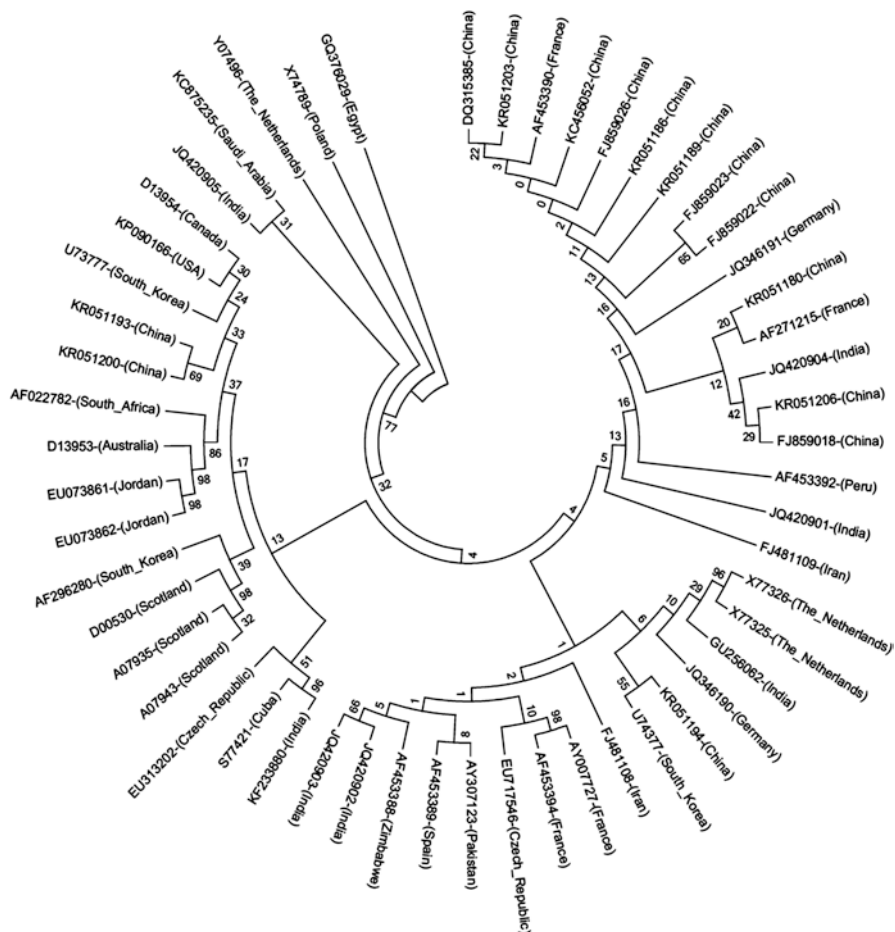 DQ315385-(China)
KR051203-(China)
AF453390-(France)
KC456052-(China)
FJ859026-(China)
KR051186-(China)
KR051189-(China)
FJ859023-(China)
FJ859022-(China)
JQ346191-(Germany)
KR051180-(China)
AF271215-(France)
JQ420904-(India)
KR051206-(China)
FJ859018-(China)
AF453392-(Peru)
JQ420901-(India)
FJ481109-(Iran)
X77326-(The_Netherlands)
X77325-(The_Netherlands)
GU256062-(India)
JQ346190-(Germany)
KR051194-(China)
U74377-(South_Korea)
FJ481108-(Iran)
AY007727-(France)
AF453394-(France)
EU717546-(Czech_Republic)
AY307123-(Pakistan)
AF453389-(Spain)
AF453388-(Zimbabwe)
JQ420902-(India)
JQ420903-(India)
KF233880-(India)
S77421-(Cuba)
EU313202-(Czech_Republic)
A07943-(Scotland)
A07935-(Scotland)
D00530-(Scotland)
AF296280-(South_Korea)
EU073862-(Jordan)
EU073861-(Jordan)
D13953-(Australia)
AF022782-(South_Africa)
KR051200-(China)
KR051193-(China)
U73777-(South_Korea)
KP090166-(USA)
D13954-(Canada)
JQ420905-(India)
KC875235-(Saudi_Arabia)
Y07496-(The_Netherlands)
X74789-(Poland)
GQ376029-(Egypt)
22
3
0
0
2
11
13
65
16
17
20
12
42
29
16
13
5
4
96
29
10
6
55
1
2
98
10
1
8
1
5
69
96
51
13
32
98
39
17
98
98
86
37
69
33
24
30
31
77
32
4